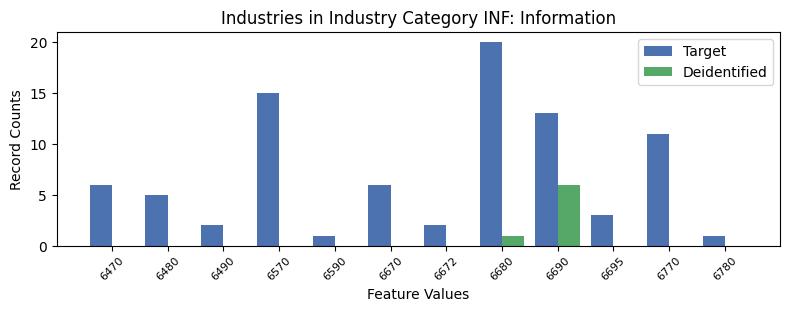 Industries in Industry Category INF: Information
Target
Deidentified
Record Counts
20
15
10
5
0
6470 6480 6490 6570 6590 6670 6672 6680 6690 6695 6770 6780
Feature Values